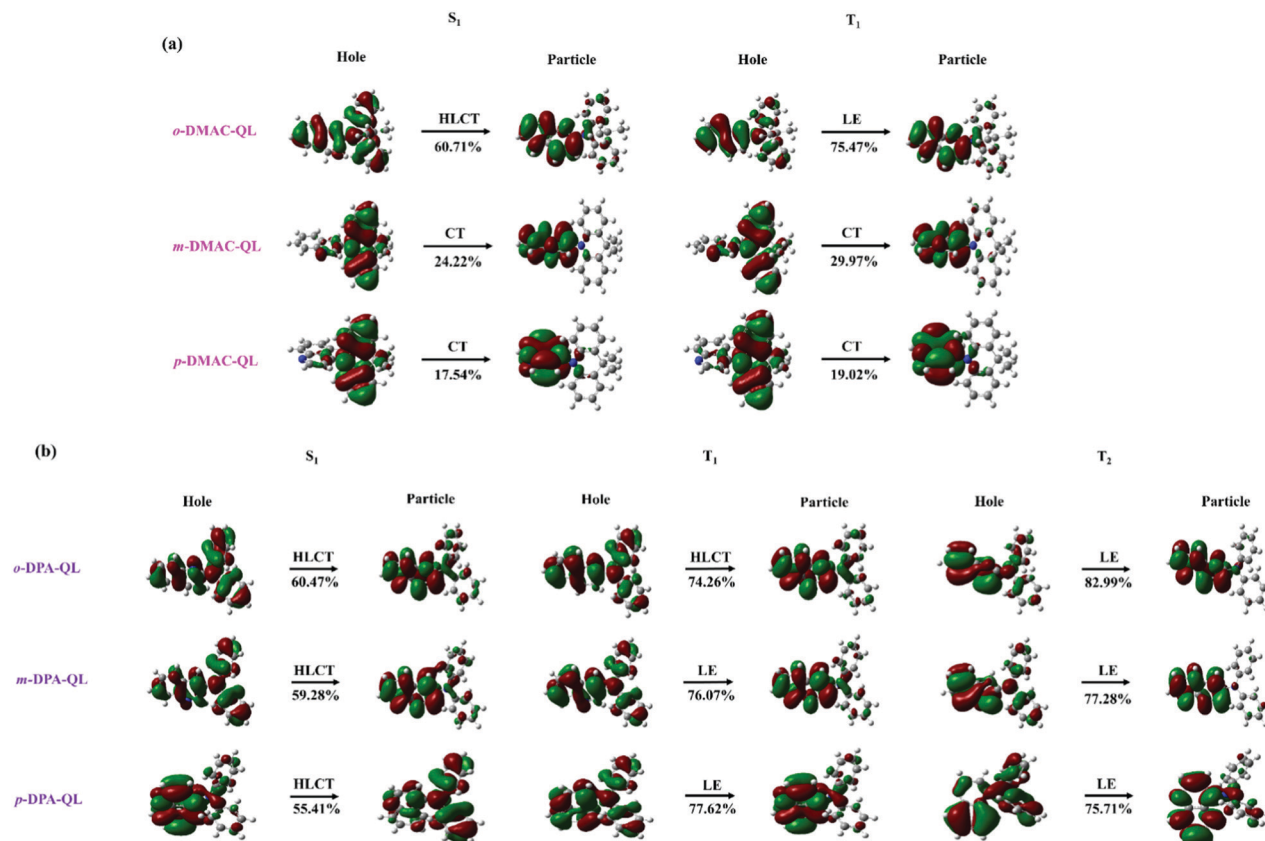 (a)
S₁
T₁
Hole
Particle
Hole
Particle
o-DMAC-QL
HLCT
60.71%
LE
75.47%
m-DMAC-QL
CT
24.22%
CT
29.97%
p-DMAC-QL
CT
17.54%
CT
19.02%
(b)
S₁
T₁
T₂
Hole
Particle
Hole
Particle
Hole
Particle
o-DPA-QL
HLCT
60.47%
HLCT
74.26%
LE
82.99%
m-DPA-QL
HLCT
59.28%
LE
76.07%
LE
77.28%
p-DPA-QL
HLCT
55.41%
LE
77.62%
LE
75.71%